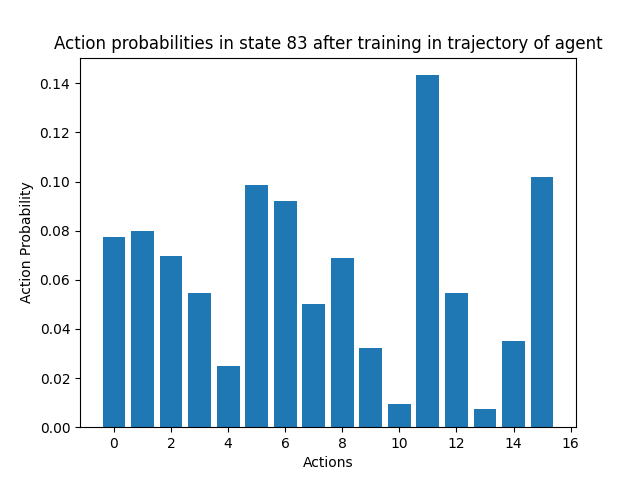 Action probabilities in state 83 after training in trajectory of agent
0.14
0.12
0.10
0.08
0.06
0.04
0.02
0.00
Action Probability
0 2 4 6 8 10 12 14 16
Actions